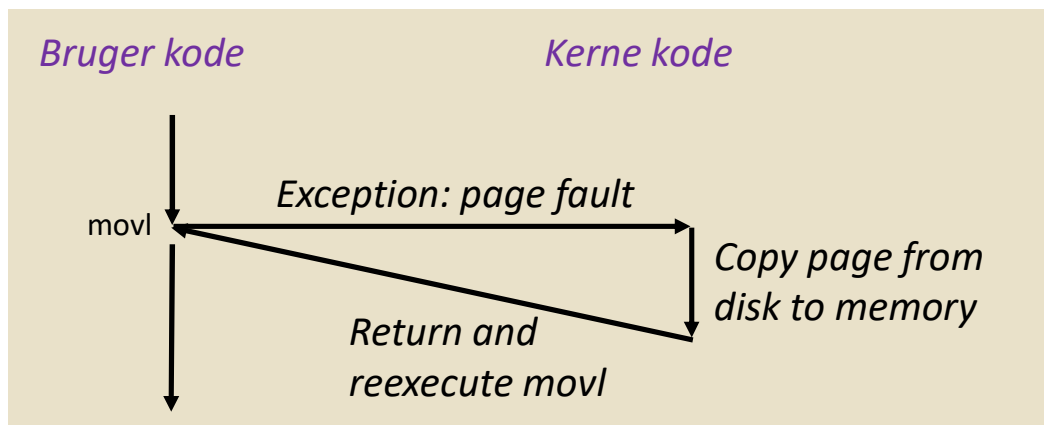 Bruger kode
Kerne kode
Exception: page fault
movl
Copy page from
disk to memory
Return and
reexecute movl